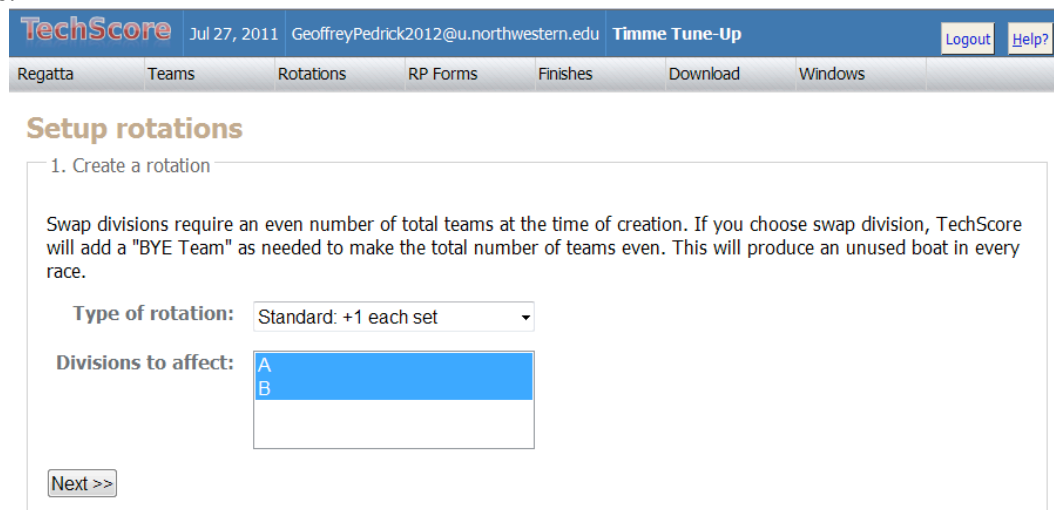 TechScore Jul 27, 2011 GeoffreyPedrick2012@u.northwestern.edu Timme Tune-Up Logout Help?
Regatta Teams Rotations RP Forms Finishes Download Windows
Setup rotations
1. Create a rotation
Swap divisions require an even number of total teams at the time of creation. If you choose swap division, TechScore
will add a "BYE Team" as needed to make the total number of teams even. This will produce an unused boat in every
race.
Type of rotation: Standard: +1 each set
Divisions to affect: A
B
Next >>